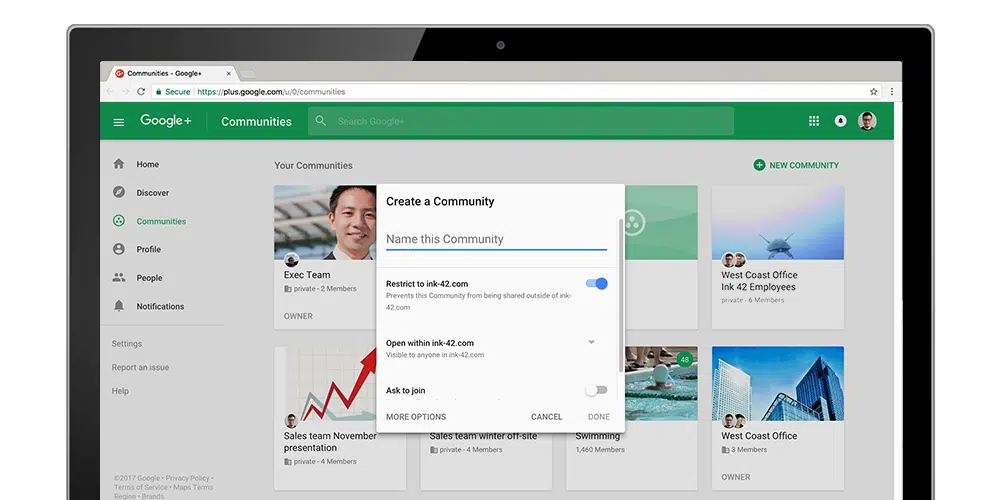 Communities - Google+
Secure
https://plus.google.com/u/0/communities
Google+
Communities
Search Google+
Home
Discover
Communities
Profile
People
Notifications
Settings
Report an issue
Help
©2017 Google • Privacy Policy •
Terms of Service • Maps Terms
Region • Brands
Your Communities
NEW COMMUNITY
Exec Team
private - 2 Members
OWNER
West Coast Office
Ink 42 Employees
private - 6 Members
Create a Community
Name this Community
Restrict to ink-42.com
Prevents this Community from being shared outside of ink-
42.com
Open within ink-42.com
Visible to anyone in ink-42.com
Ask to join
MORE OPTIONS
CANCEL
DONE
48
Sales team November
presentation
private - 4 Members
Sales team winter off-site
private - 4 Members
Swimming
1,460 Members
West Coast Office
3 Members
OWNER